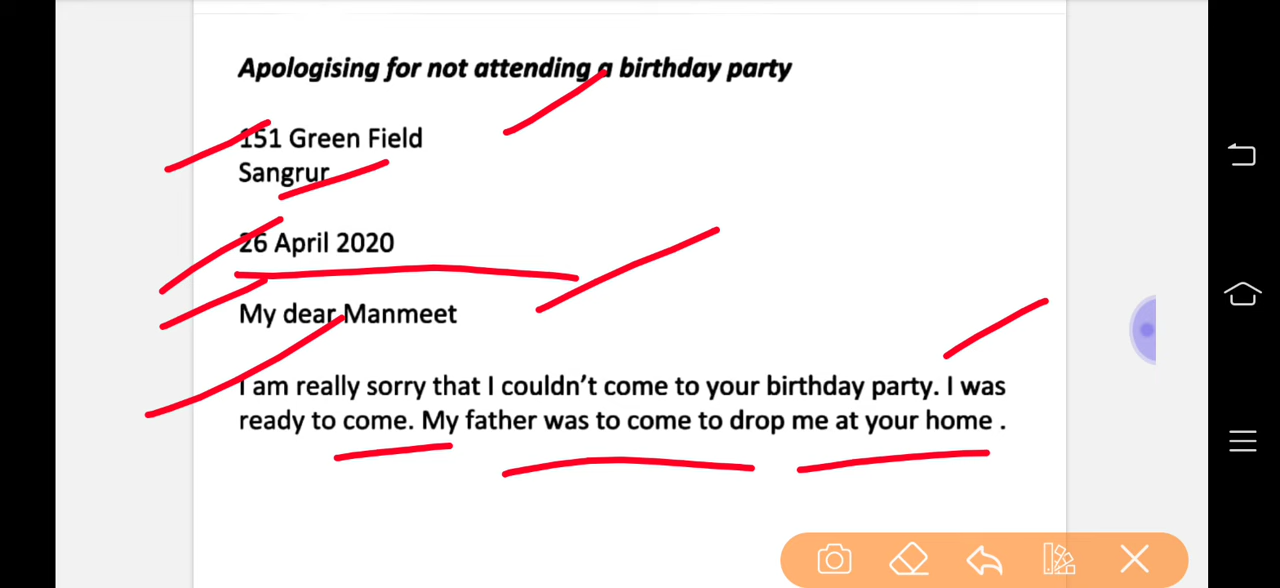 Apologising for not attending a birthday party
151 Green Field
Sangrur
26 April 2020
My dear Manmeet
I am really sorry that I couldn’t come to your birthday party. I was
ready to come. My father was to come to drop me at your home .